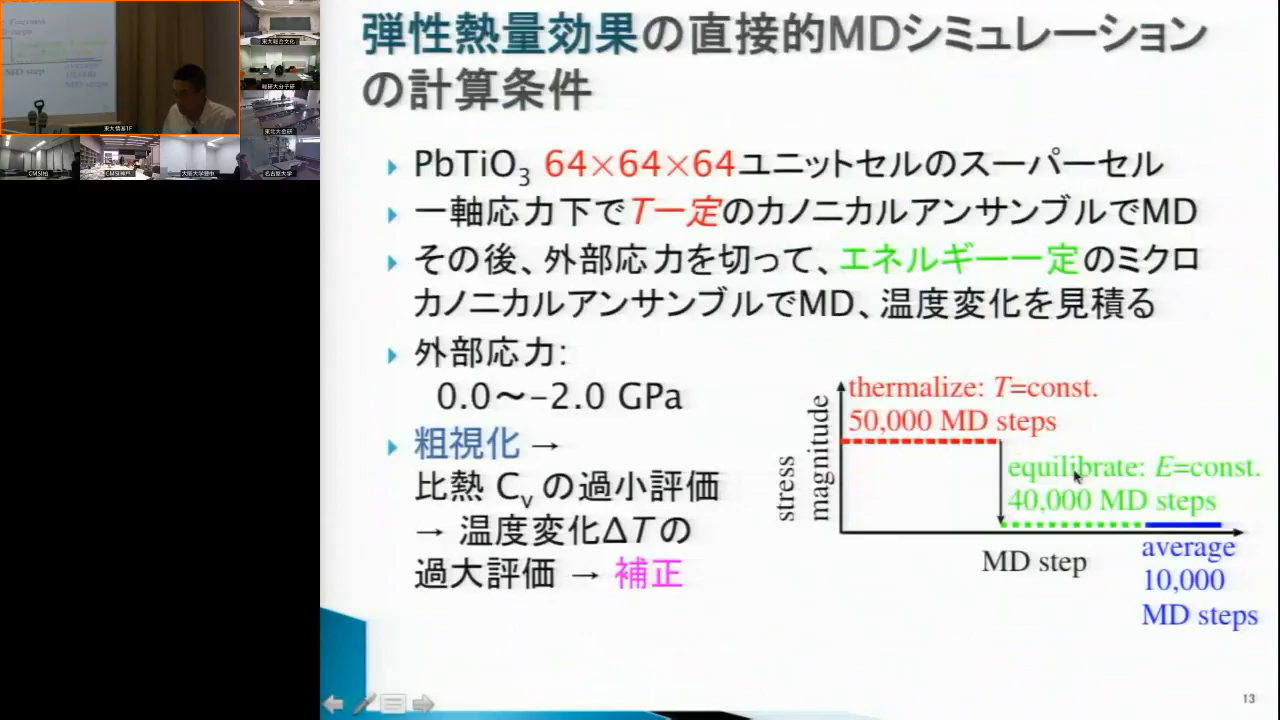 弾性熱量効果の直接的MDシミュレーション
の計算条件
PbTiO3 64×64×64ユニットセルのスーパーセル
一軸応力下でT一定のカノニカルアンサンブルでMD
その後、外部応力を切って、エネルギー一定のミクロ
カノニカルアンサンブルでMD、温度変化を見積る
外部応力:
0.0～-2.0 GPa
粗視化 →
比熱 Cv の過小評価
→ 温度変化ΔTの
過大評価 → 補正
stress
magnitude
thermalize: T=const.
50,000 MD steps
equilibrate: E=const.
40,000 MD steps
MD step
average
10,000
MD steps
13
MD step
average
10,000
MD steps
東大情基1F
東大総合文化
総研大分子研
東北大金研
CMSI柏
CMSI神戸
名古屋大学